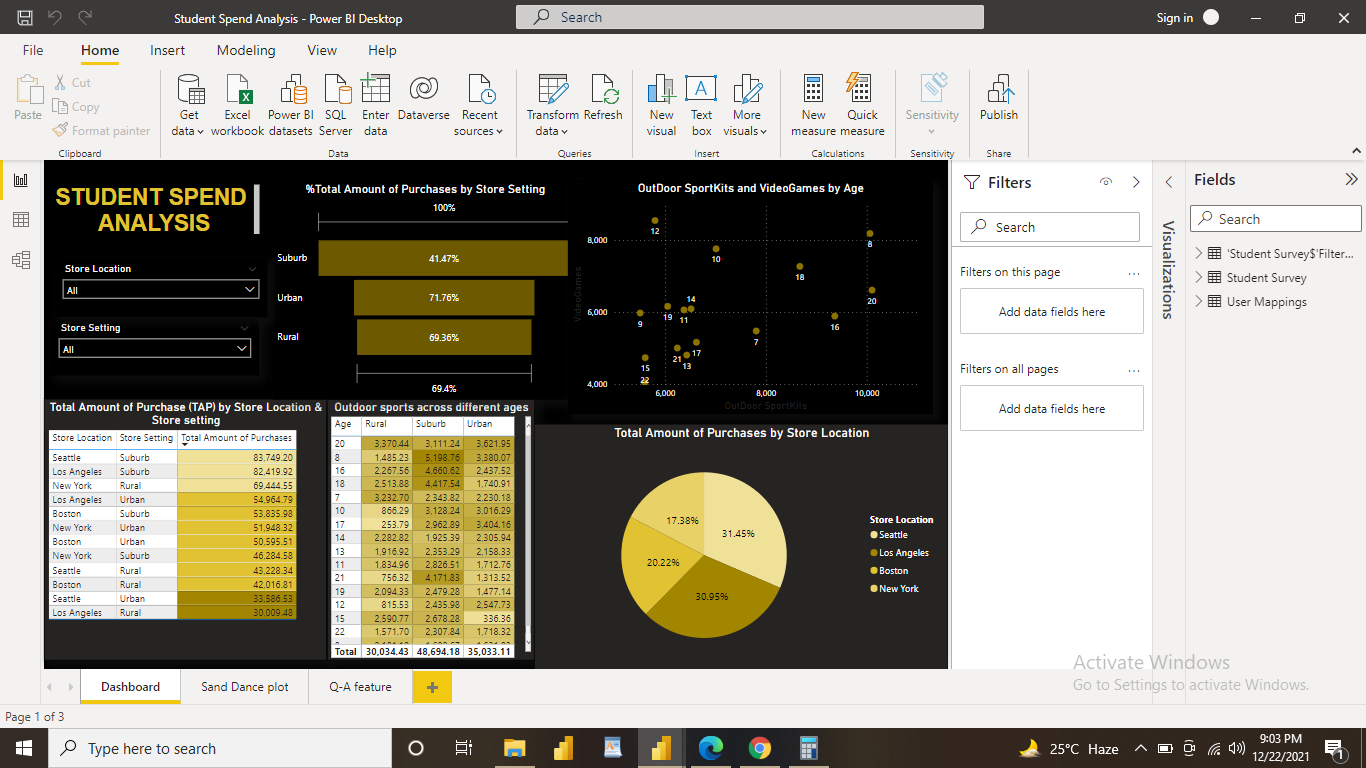 Student Spend Analysis - Power BI Desktop
Search
Sign in
File Home Insert Modeling View Help
Paste
Cut
Copy
Format painter
Clipboard
Get data
Excel workbook
Power BI datasets
SQL Server
Enter data
Dataverse
Recent sources
Data
Transform data
Refresh
Queries
New visual
Text box
More visuals
Insert
New measure
Quick measure
Calculations
Sensitivity
Sensitivity
Publish
Share
STUDENT SPEND
ANALYSIS
Store Location
All
Store Setting
All
%Total Amount of Purchases by Store Setting
100%
Suburb 41.47%
Urban 71.76%
Rural 69.36%
69.4%
OutDoor SportKits and VideoGames by Age
VideoGames
8,000
6,000
4,000
12
8
10
18
20
14
9
19
11
16
7
21
17
13
15
22
6,000 8,000 10,000
OutDoor SportKits
Total Amount of Purchase (TAP) by Store Location &
Store setting
Store Location Store Setting Total Amount of Purchases
Seattle Suburb 83,749.20
Los Angeles Suburb 82,419.92
New York Rural 69,444.55
Los Angeles Urban 54,964.79
Boston Suburb 53,835.98
New York Urban 51,948.32
Boston Urban 50,595.51
New York Suburb 46,284.58
Seattle Rural 43,228.34
Boston Rural 42,016.81
Seattle Urban 33,586.53
Los Angeles Rural 30,009.48
Outdoor sports across different ages
Age Rural Suburb Urban
20 3,370.44 3,111.24 3,621.95
8 1,485.23 5,198.76 3,380.07
16 2,267.56 4,660.62 2,437.52
18 2,513.88 4,417.54 1,740.91
7 3,232.70 2,343.82 2,230.18
10 866.29 3,128.24 3,016.29
17 253.79 2,962.89 3,404.16
14 2,282.82 1,925.39 2,305.94
13 1,916.92 2,353.29 2,158.33
11 1,834.96 2,826.51 1,712.76
21 756.32 4,171.83 1,313.52
19 2,094.33 2,479.28 1,477.14
12 815.53 2,435.98 2,547.73
15 2,590.77 2,678.28 336.36
22 1,571.70 2,307.84 1,718.32
Total 30,034.43 48,694.18 35,033.11
Total Amount of Purchases by Store Location
17.38%
31.45%
20.22%
30.95%
Store Location
Seattle
Los Angeles
Boston
New York
Filters
Search
Filters on this page
Add data fields here
Filters on all pages
Add data fields here
Visualizations
Fields
Search
'Student Survey$'Filter...
Student Survey
User Mappings
Activate Windows
Go to Settings to activate Windows.
Dashboard Sand Dance plot Q-A feature
Page 1 of 3
Type here to search
25°C Haze
9:03 PM
12/22/2021
1